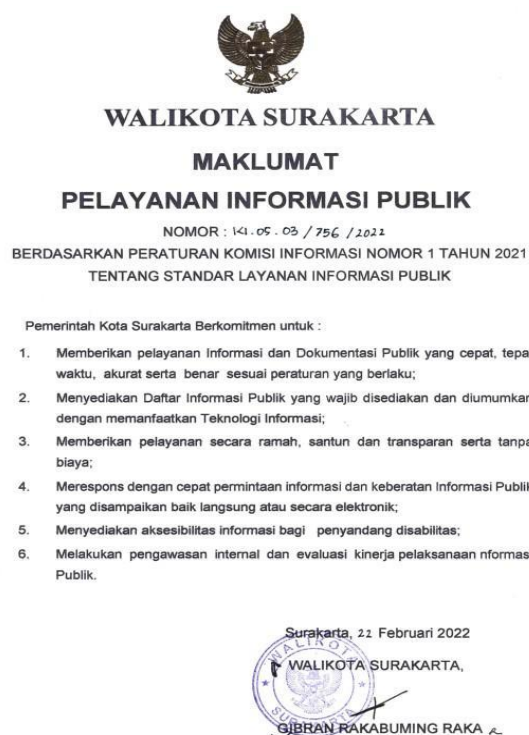 WALIKOTA SURAKARTA
MAKLUMAT
PELAYANAN INFORMASI PUBLIK
NOMOR : KI.05.03/756/2022
BERDASARKAN PERATURAN KOMISI INFORMASI NOMOR 1 TAHUN 2021
TENTANG STANDAR LAYANAN INFORMASI PUBLIK
Pemerintah Kota Surakarta Berkomitmen untuk :
1. Memberikan pelayanan Informasi dan Dokumentasi Publik yang cepat, tepa
waktu, akurat serta benar sesuai peraturan yang berlaku;
2. Menyediakan Daftar Informasi Publik yang wajib disediakan dan diumumkan
dengan memanfaatkan Teknologi Informasi;
3. Memberikan pelayanan secara ramah, santun dan transparan serta tanpa
biaya;
4. Merespons dengan cepat permintaan informasi dan keberatan Informasi Publik
yang disampaikan baik langsung atau secara elektronik;
5. Menyediakan aksesibilitas informasi bagi penyandang disabilitas;
6. Melakukan pengawasan internal dan evaluasi kinerja pelaksanaan nformas
Publik.
Surakarta, 22 Februari 2022
WALIKOTA SURAKARTA,
WALIKOTA
GIBRAN RAKABUMING RAKA